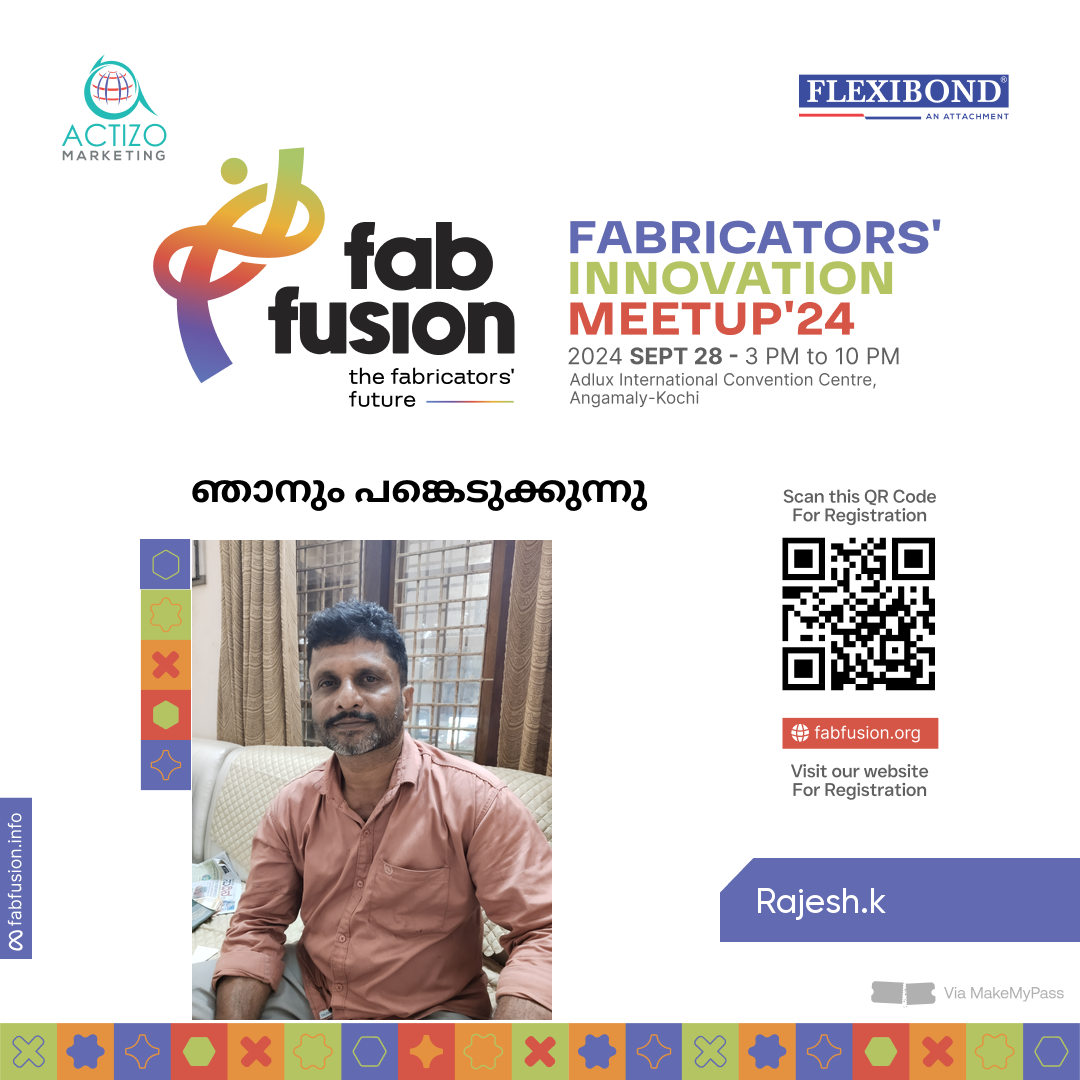 ACTIZO
MARKETING
FLEXIBOND®
AN ATTACHMENT
fab
fusion
the fabricators'
future
FABRICATORS'
INNOVATION
MEETUP'24
2024 SEPT 28 - 3 PM to 10 PM
Adlux International Convention Centre,
Angamaly-Kochi
ഞാനും പങ്കെടുക്കുന്നു
Scan this QR Code
For Registration
fabfusion.org
Visit our website
For Registration
fabfusion.info
Rajesh.k
Via MakeMyPass